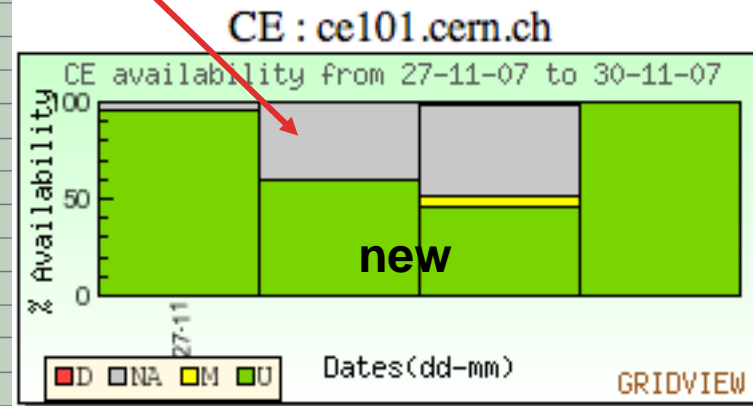 CE : ce101.cern.ch
CE availability from 27-11-07 to 30-11-07
% Availability
100
50
0
new
27-11
Dates(dd-mm)
D NA M U
GRIDVIEW